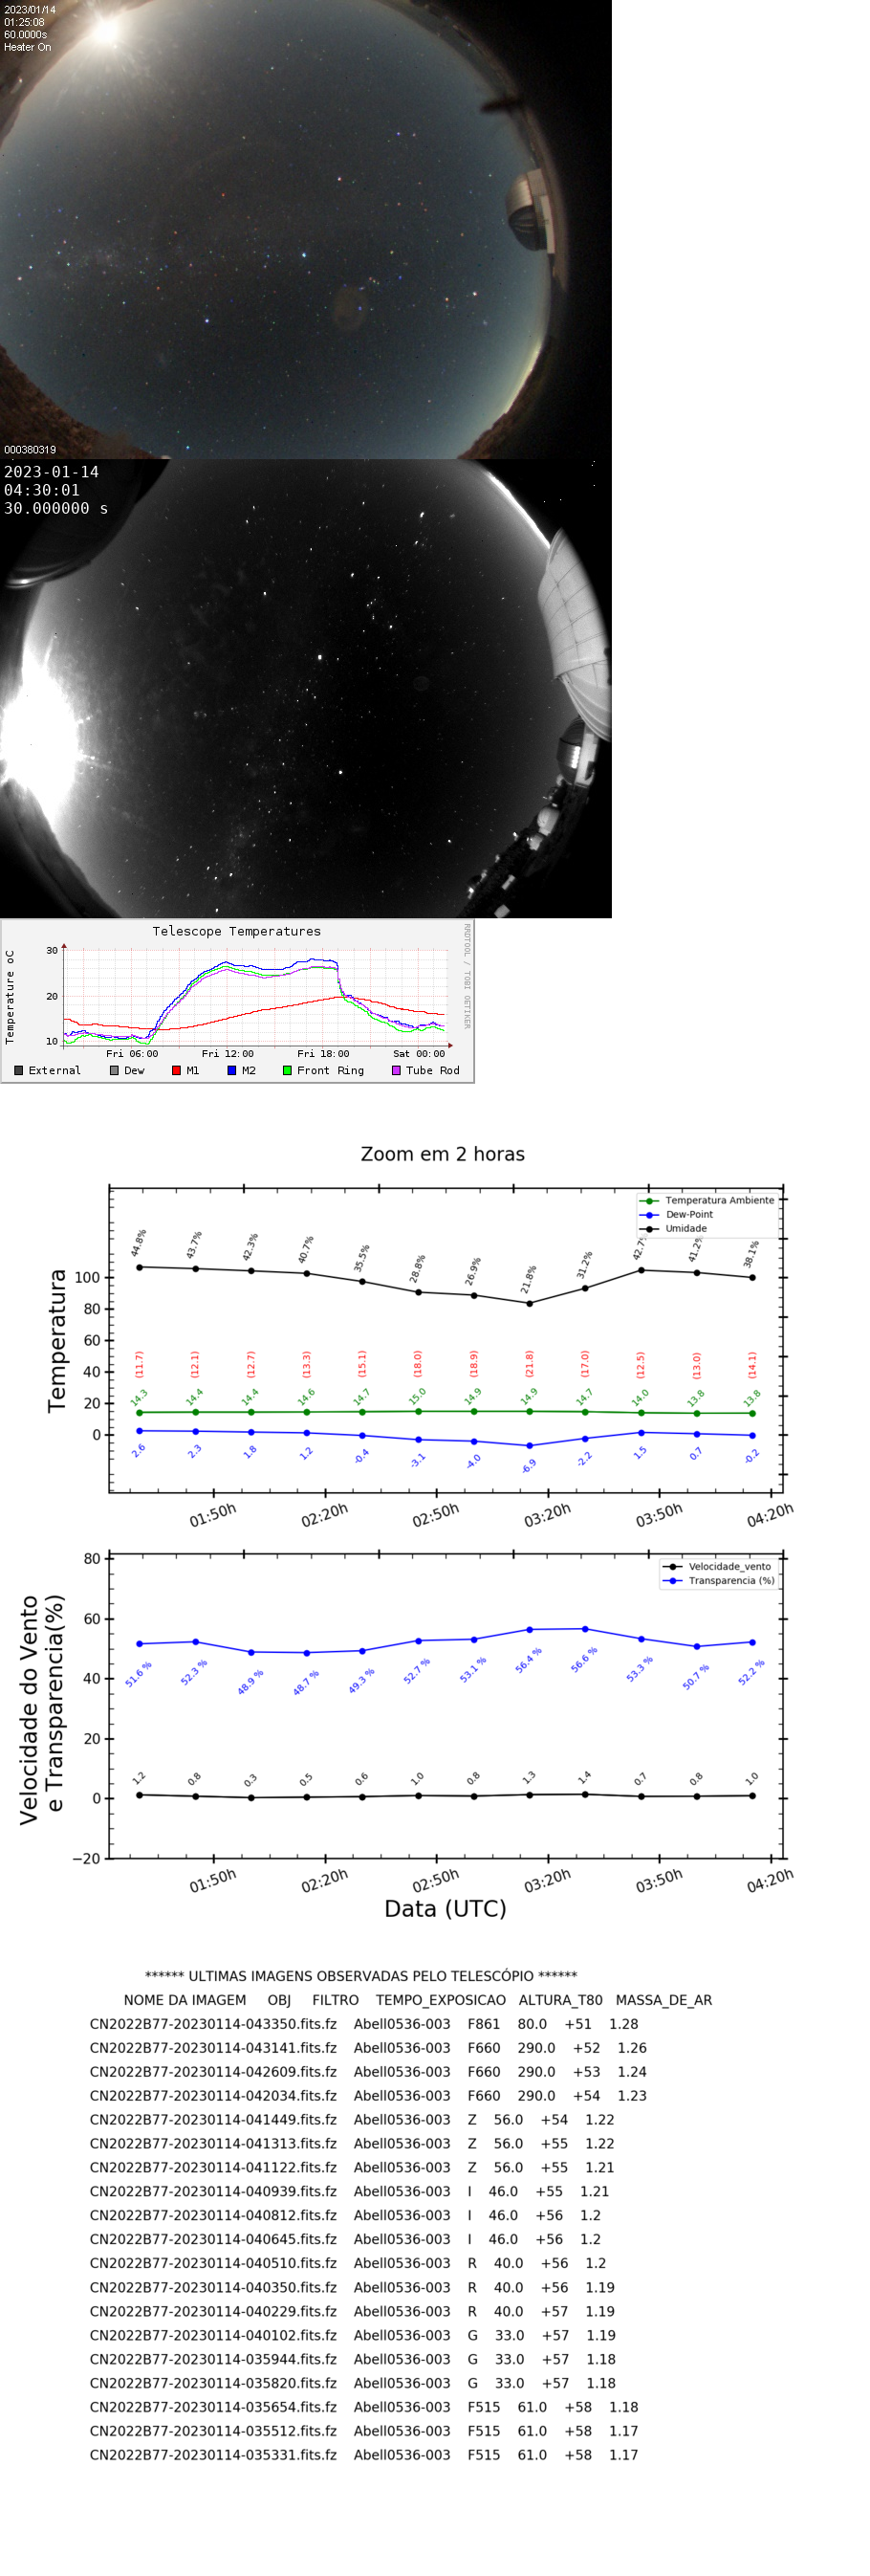 2023/01/14
01:25:08
60.0000s
Heater On
000380319
2023-01-14
04:30:01
30.000000 s
Telescope Temperatures
RRDTOOL / TOBI OETIKER
Temperature oC
30
20
10
Fri 06:00 Fri 12:00 Fri 18:00 Sat 00:00
External Dew M1 M2 Front Ring Tube Rod
Zoom em 2 horas
Temperatura Ambiente
Dew-Point
Umidade
44.8% 43.7% 42.3% 40.7% 35.5% 28.8% 26.9% 21.8% 31.2% 42.7% 41.2% 38.1%
Temperatura
100
80
60
40
20
0
(11.7) (12.1) (12.7) (13.3) (15.1) (18.0) (18.9) (21.8) (17.0) (12.5) (13.0) (14.1)
14.3 14.4 14.4 14.6 14.7 15.0 14.9 14.9 14.7 14.0 13.8 13.8
2.6 2.3 1.8 1.2 -0.4 -3.1 -4.0 -6.9 -2.2 1.5 0.7 -0.2
01:50h 02:20h 02:50h 03:20h 03:50h 04:20h
Velocidade_vento
Transparencia (%)
Velocidade do Vento
e Transparencia(%)
80
60
40
20
0
−20
51.6 % 52.3 % 48.9 % 48.7 % 49.3 % 52.7 % 53.1 % 56.4 % 56.6 % 53.3 % 50.7 % 52.2 %
1.2 0.8 0.3 0.5 0.6 1.0 0.8 1.3 1.4 0.7 0.8 1.0
01:50h 02:20h 02:50h 03:20h 03:50h 04:20h
Data (UTC)
****** ULTIMAS IMAGENS OBSERVADAS PELO TELESCÓPIO ******
NOME DA IMAGEM OBJ FILTRO TEMPO_EXPOSICAO ALTURA_T80 MASSA_DE_AR
CN2022B77-20230114-043350.fits.fz Abell0536-003 F861 80.0 +51 1.28
CN2022B77-20230114-043141.fits.fz Abell0536-003 F660 290.0 +52 1.26
CN2022B77-20230114-042609.fits.fz Abell0536-003 F660 290.0 +53 1.24
CN2022B77-20230114-042034.fits.fz Abell0536-003 F660 290.0 +54 1.23
CN2022B77-20230114-041449.fits.fz Abell0536-003 Z 56.0 +54 1.22
CN2022B77-20230114-041313.fits.fz Abell0536-003 Z 56.0 +55 1.22
CN2022B77-20230114-041122.fits.fz Abell0536-003 Z 56.0 +55 1.21
CN2022B77-20230114-040939.fits.fz Abell0536-003 I 46.0 +55 1.21
CN2022B77-20230114-040812.fits.fz Abell0536-003 I 46.0 +56 1.2
CN2022B77-20230114-040645.fits.fz Abell0536-003 I 46.0 +56 1.2
CN2022B77-20230114-040510.fits.fz Abell0536-003 R 40.0 +56 1.2
CN2022B77-20230114-040350.fits.fz Abell0536-003 R 40.0 +56 1.19
CN2022B77-20230114-040229.fits.fz Abell0536-003 R 40.0 +57 1.19
CN2022B77-20230114-040102.fits.fz Abell0536-003 G 33.0 +57 1.19
CN2022B77-20230114-035944.fits.fz Abell0536-003 G 33.0 +57 1.18
CN2022B77-20230114-035820.fits.fz Abell0536-003 G 33.0 +57 1.18
CN2022B77-20230114-035654.fits.fz Abell0536-003 F515 61.0 +58 1.18
CN2022B77-20230114-035512.fits.fz Abell0536-003 F515 61.0 +58 1.17
CN2022B77-20230114-035331.fits.fz Abell0536-003 F515 61.0 +58 1.17